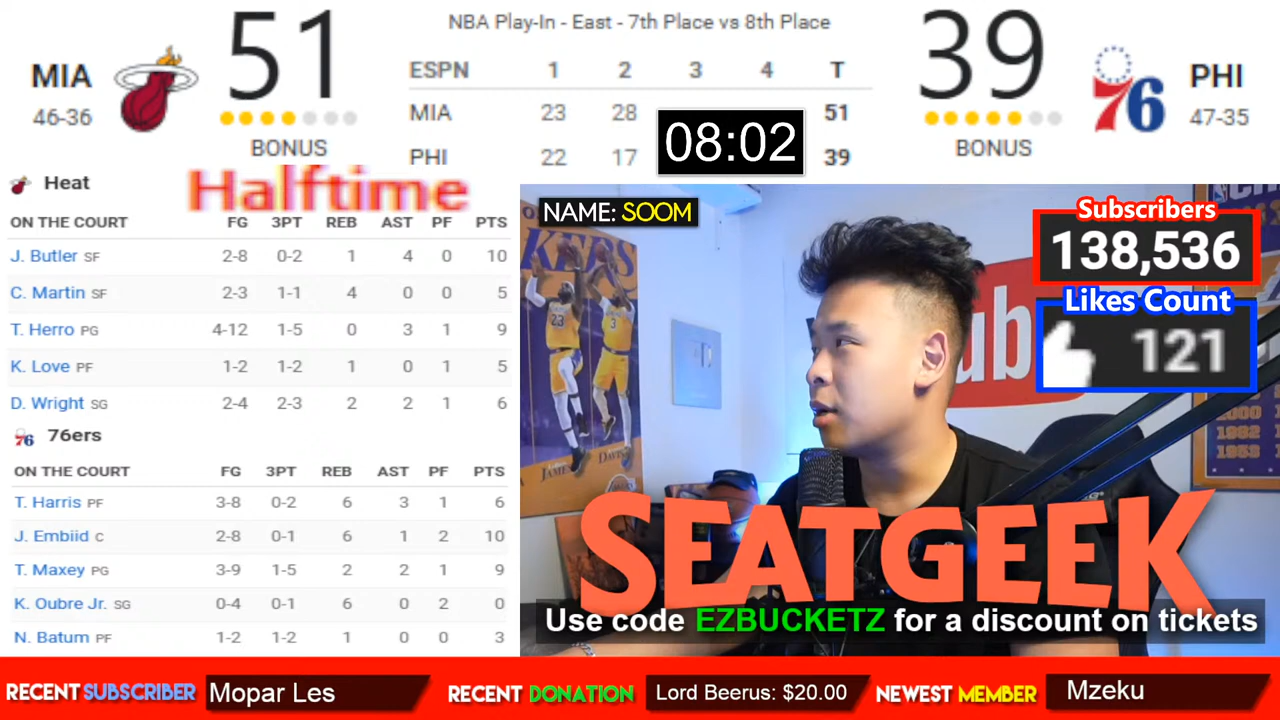 NBA Play-In - East - 7th Place vs 8th Place
MIA
46-36
51
BONUS
ESPN 1 2 3 4 T
MIA 23 28 51
PHI 22 17 39
08:02
39
BONUS
PHI
47-35
76
Heat
Halftime
ON THE COURT FG 3PT REB AST PF PTS
J. Butler SF 2-8 0-2 1 4 0 10
C. Martin SF 2-3 1-1 4 0 0 5
T. Herro PG 4-12 1-5 0 3 1 9
K. Love PF 1-2 1-2 1 0 1 5
D. Wright SG 2-4 2-3 2 2 1 6
76 76ers
ON THE COURT FG 3PT REB AST PF PTS
T. Harris PF 3-8 0-2 6 3 1 6
J. Embiid C 2-8 0-1 6 1 2 10
T. Maxey PG 3-9 1-5 2 2 1 9
K. Oubre Jr. SG 0-4 0-1 6 0 2 0
N. Batum PF 1-2 1-2 1 0 0 3
NAME: SOOM
Subscribers
138,536
Likes Count
121
KERS
23
3
JAMES
DAVIS
ub
SEATGEEK
Use code EZBUCKETZ for a discount on tickets
RECENT SUBSCRIBER Mopar Les
RECENT DONATION Lord Beerus: $20.00
NEWEST MEMBER Mzeku